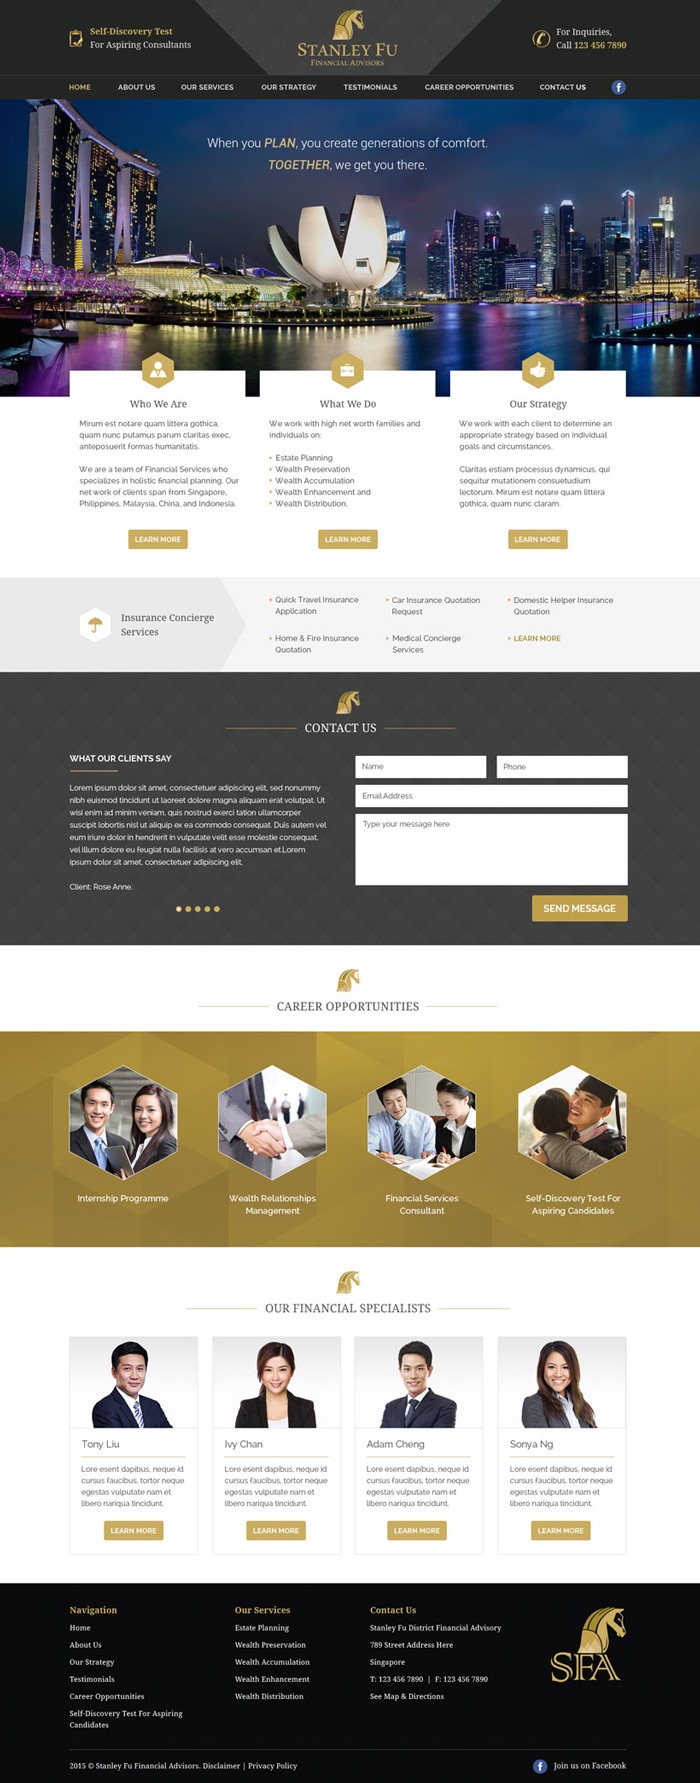 Self-Discovery Test
For Aspiring Consultants
STANLEY FU
FINANCIAL ADVISORS
For Inquiries,
Call 123 456 7890
HOME ABOUT US OUR SERVICES OUR STRATEGY TESTIMONIALS CAREER OPPORTUNITIES CONTACT US f
When you PLAN, you create generations of comfort.
TOGETHER, we get you there.
Who We Are
Mirum est notare quam littera gothica,
quam nunc putamus parum claritas exec,
anteposuerit formas humanitatis.
We are a team of Financial Services who
specializes in holistic financial planning. Our
net work of clients span from Singapore,
Philippines, Malaysia, China, and Indonesia.
LEARN MORE
What We Do
We work with high net worth families and
individuals on:
Estate Planning
Wealth Preservation
Wealth Accumulation
Wealth Enhancement and
Wealth Distribution.
LEARN MORE
Our Strategy
We work with each client to determine an
appropriate strategy based on individual
goals and circumstances.
Claritas estiam processus dynamicus, qui
sequitur mutationem consuetudium
lectorum. Mirum est notare quam littera
gothica, quam nunc claram.
LEARN MORE
Insurance Concierge
Services
Quick Travel Insurance
Application
Car Insurance Quotation
Request
Domestic Helper Insurance
Quotation
Home & Fire Insurance
Quotation
Medical Concierge
Services
LEARN MORE
CONTACT US
WHAT OUR CLIENTS SAY
Lorem ipsum dolor sit amet, consectetuer adipiscing elit, sed nonummy
nibh euismod tincidunt ut laoreet dolore magna aliquam erat volutpat. Ut
wisi enim ad minim veniam, quis nostrud exerci tation ullamcorper
suscipit lobortis nisl ut aliquip ex ea commodo consequat. Duis autem vel
eum iriure dolor in hendrerit in vulputate velit esse molestie consequat,
vel illum dolore eu feugiat nulla facilisis at vero accumsan et.Lorem
ipsum dolor sit amet, consectetuer adipiscing elit,
Client: Rose Anne.
Name
Phone
Email Address
Type your message here
SEND MESSAGE
CAREER OPPORTUNITIES
Internship Programme
Wealth Relationships
Management
Financial Services
Consultant
Self-Discovery Test For
Aspiring Candidates
OUR FINANCIAL SPECIALISTS
Tony Liu
Lore esent dapibus, neque id
cursus faucibus, tortor neque
egestas vulputate nam et
libero nariqua tincidunt.
LEARN MORE
Ivy Chan
Lore esent dapibus, neque id
cursus faucibus, tortor neque
egestas vulputate nam et
libero nariqua tincidunt.
LEARN MORE
Adam Cheng
Lore esent dapibus, neque id
cursus faucibus, tortor neque
egestas vulputate nam et
libero nariqua tincidunt.
LEARN MORE
Sonya Ng
Lore esent dapibus, neque id
cursus faucibus, tortor neque
egestas vulputate nam et
libero nariqua tincidunt.
LEARN MORE
Navigation
Home
About Us
Our Strategy
Testimonials
Career Opportunities
Self-Discovery Test For Aspiring
Candidates
Our Services
Estate Planning
Wealth Preservation
Wealth Accumulation
Wealth Enhancement
Wealth Distribution
Contact Us
Stanley Fu District Financial Advisory
789 Street Address Here
Singapore
T: 123 456 7890 | F: 123 456 7890
See Map & Directions
SFA
2015 © Stanley Fu Financial Advisors. Disclaimer | Privacy Policy
f Join us on Facebook